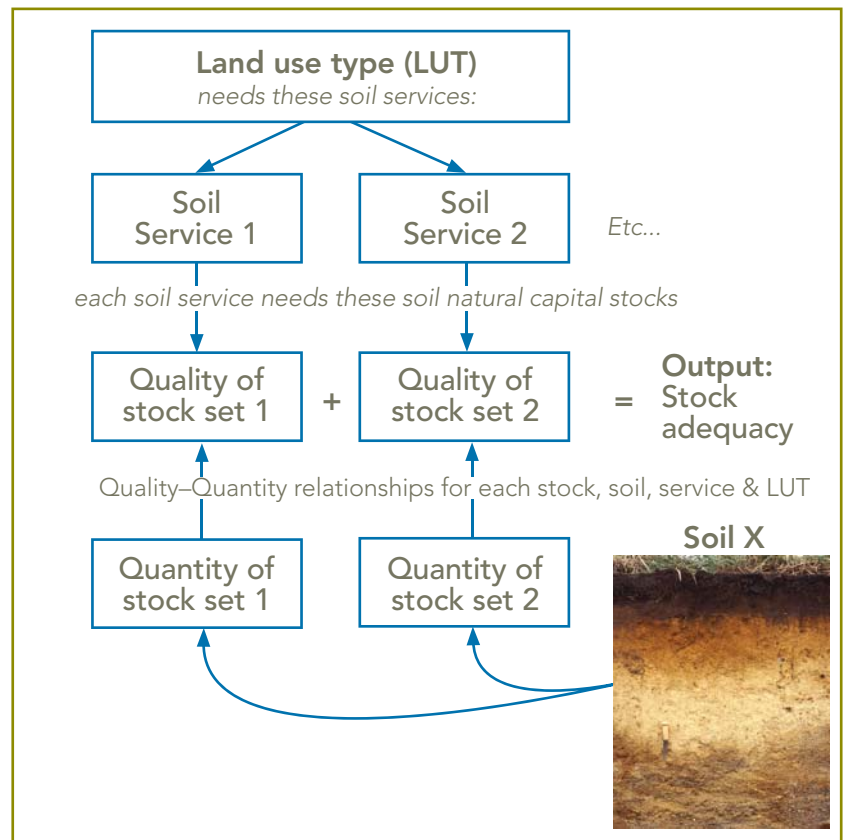 Land use type (LUT)
needs these soil services:
Soil
Service 1
Soil
Service 2
Etc...
each soil service needs these soil natural capital stocks
Quality of
stock set 1
+
Quality of
stock set 2
=
Output:
Stock
adequacy
Quality–Quantity relationships for each stock, soil, service & LUT
Quantity of
stock set 1
Quantity of
stock set 2
Soil X